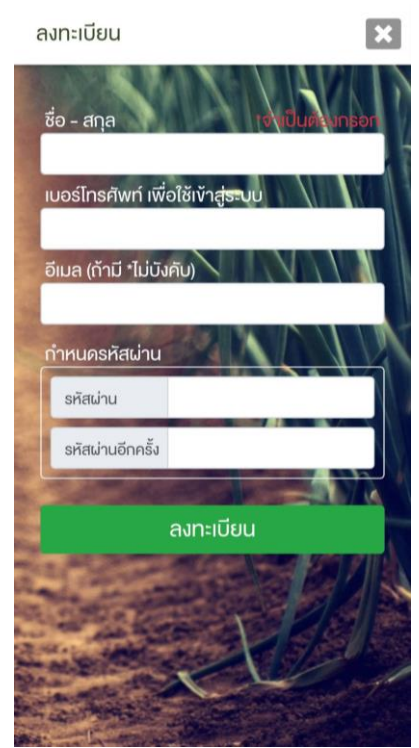 ลงทะเบียน
ชื่อ - สกุล *จำเป็นต้องกรอก
เบอร์โทรศัพท์ เพื่อใช้เข้าสู่ระบบ
อีเมล (ถ้ามี *ไม่บังคับ)
กำหนดรหัสผ่าน
รหัสผ่าน
รหัสผ่านอีกครั้ง
ลงทะเบียน